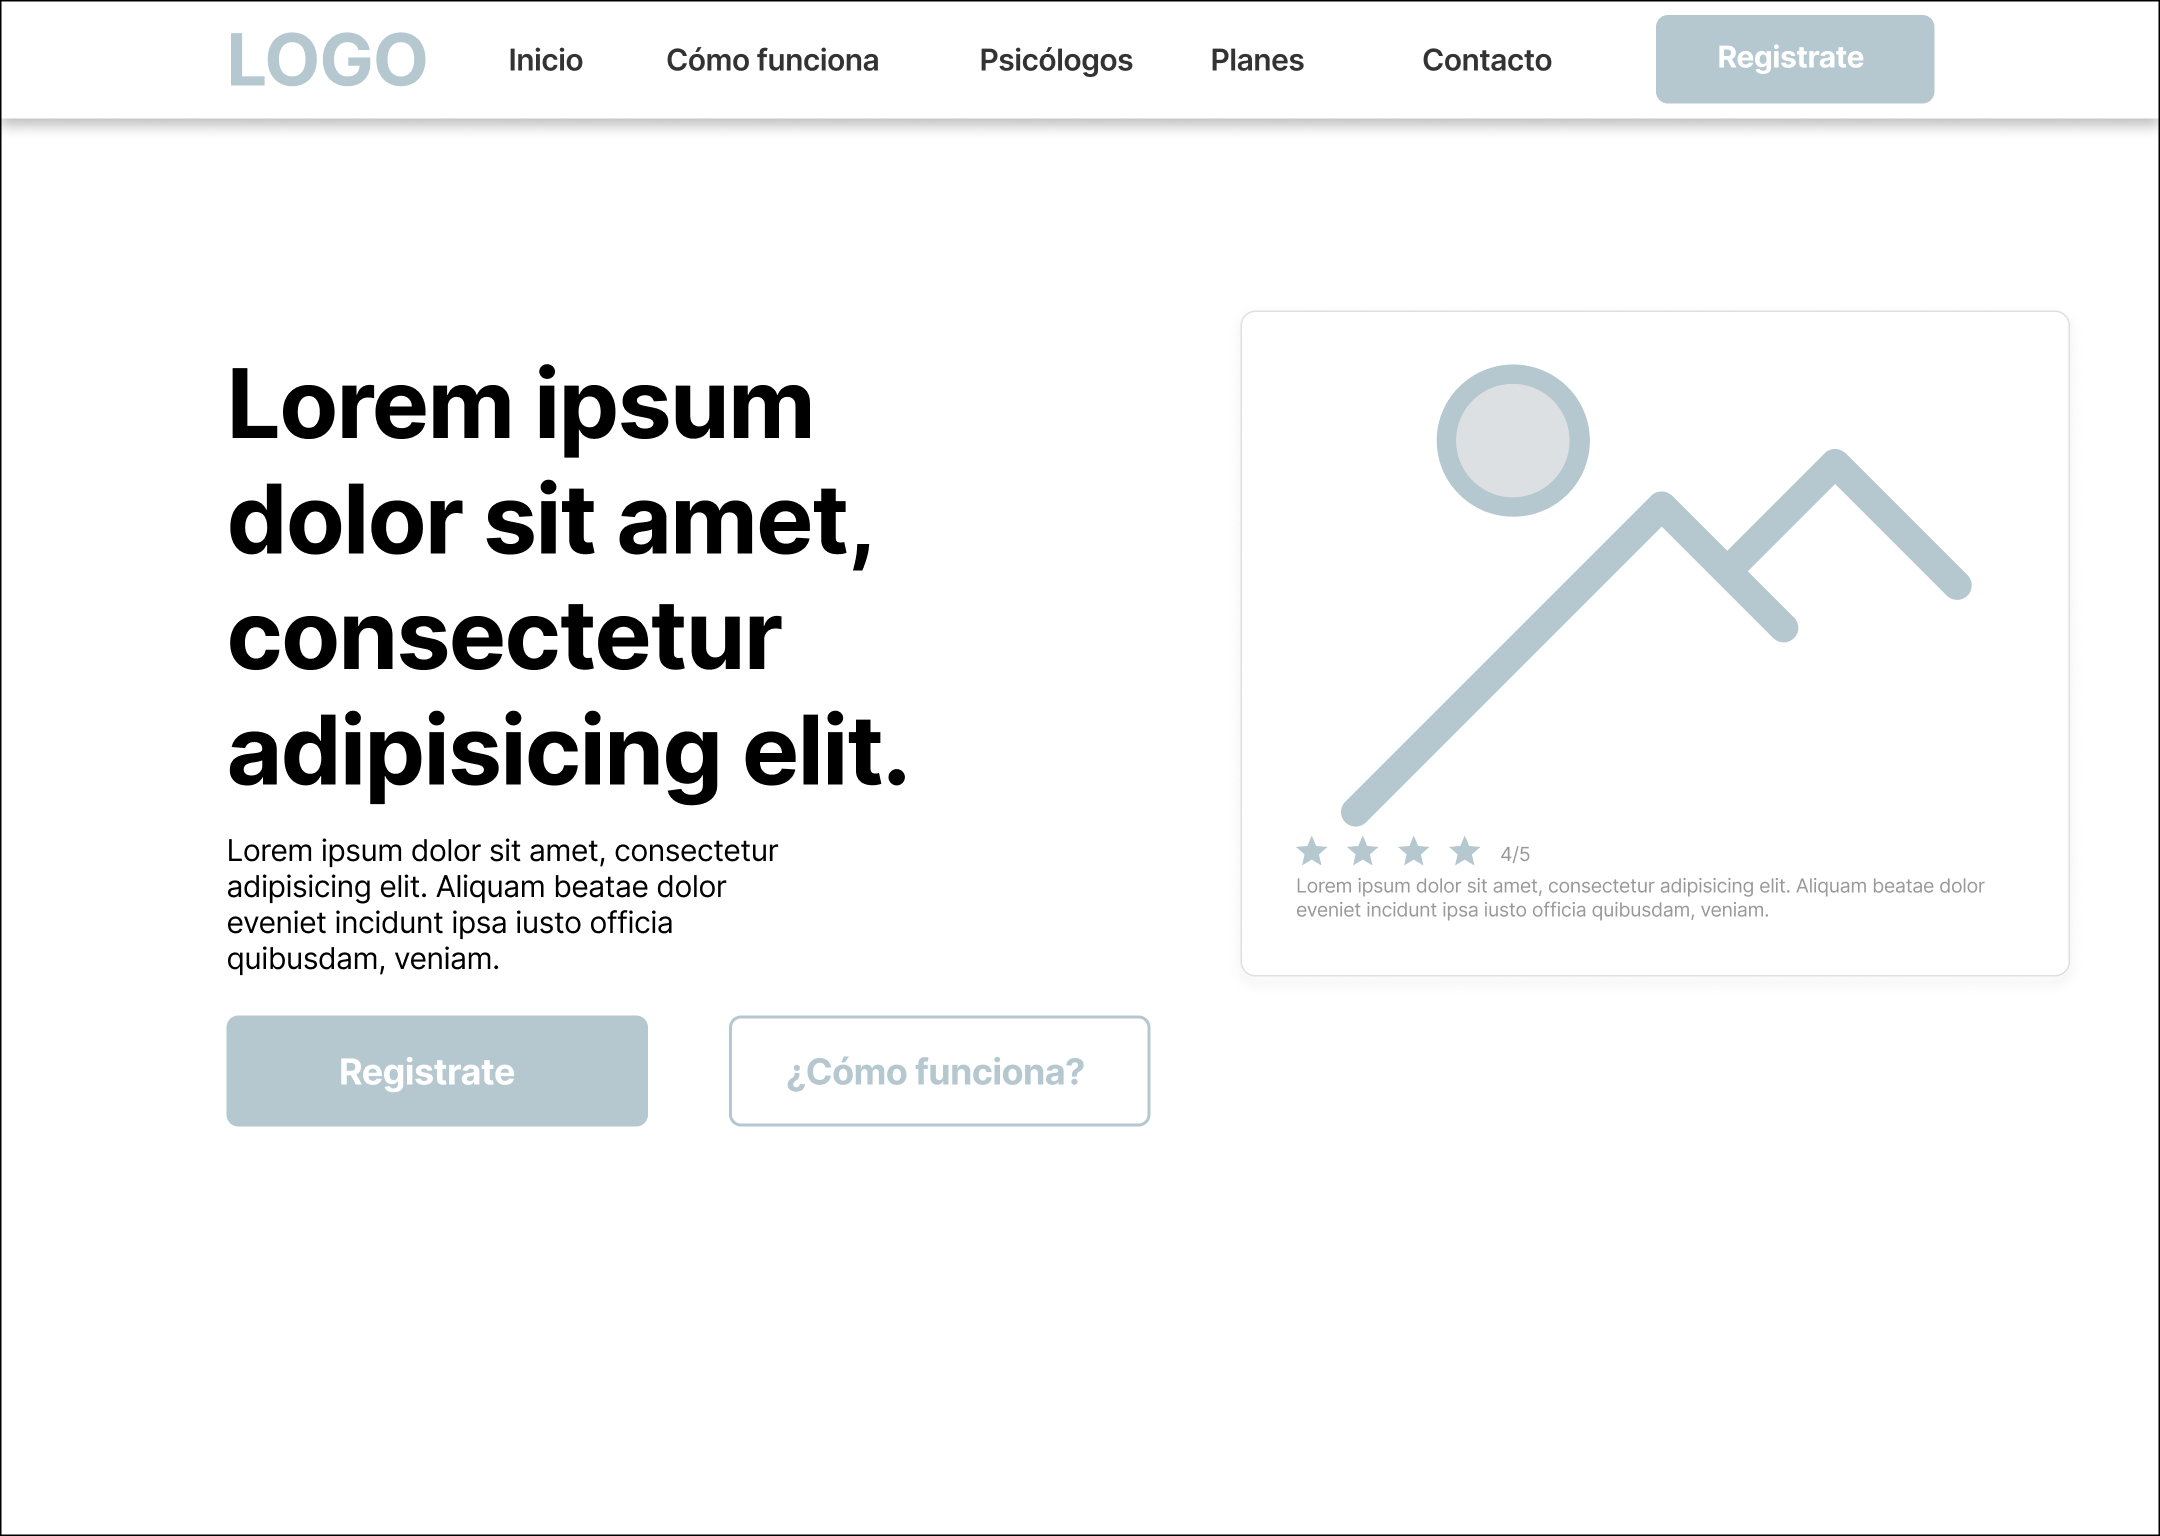 LOGO
Inicio
Cómo funciona
Psicólogos
Planes
Contacto
Registrate
Lorem ipsum
dolor sit amet,
consectetur
adipisicing elit.
Lorem ipsum dolor sit amet, consectetur
adipisicing elit. Aliquam beatae dolor
eveniet incidunt ipsa iusto officia
quibusdam, veniam.
Registrate
¿Cómo funciona?
4/5
Lorem ipsum dolor sit amet, consectetur adipisicing elit. Aliquam beatae dolor
eveniet incidunt ipsa iusto officia quibusdam, veniam.